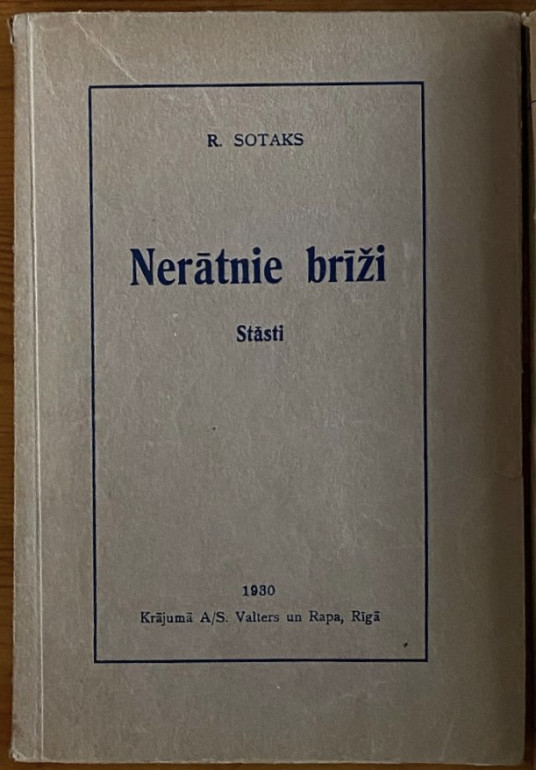 R. SOTAKS
Nerātnie brīži
Stāsti
1930
Krājumā A/S. Valters un Rapa, Rīgā